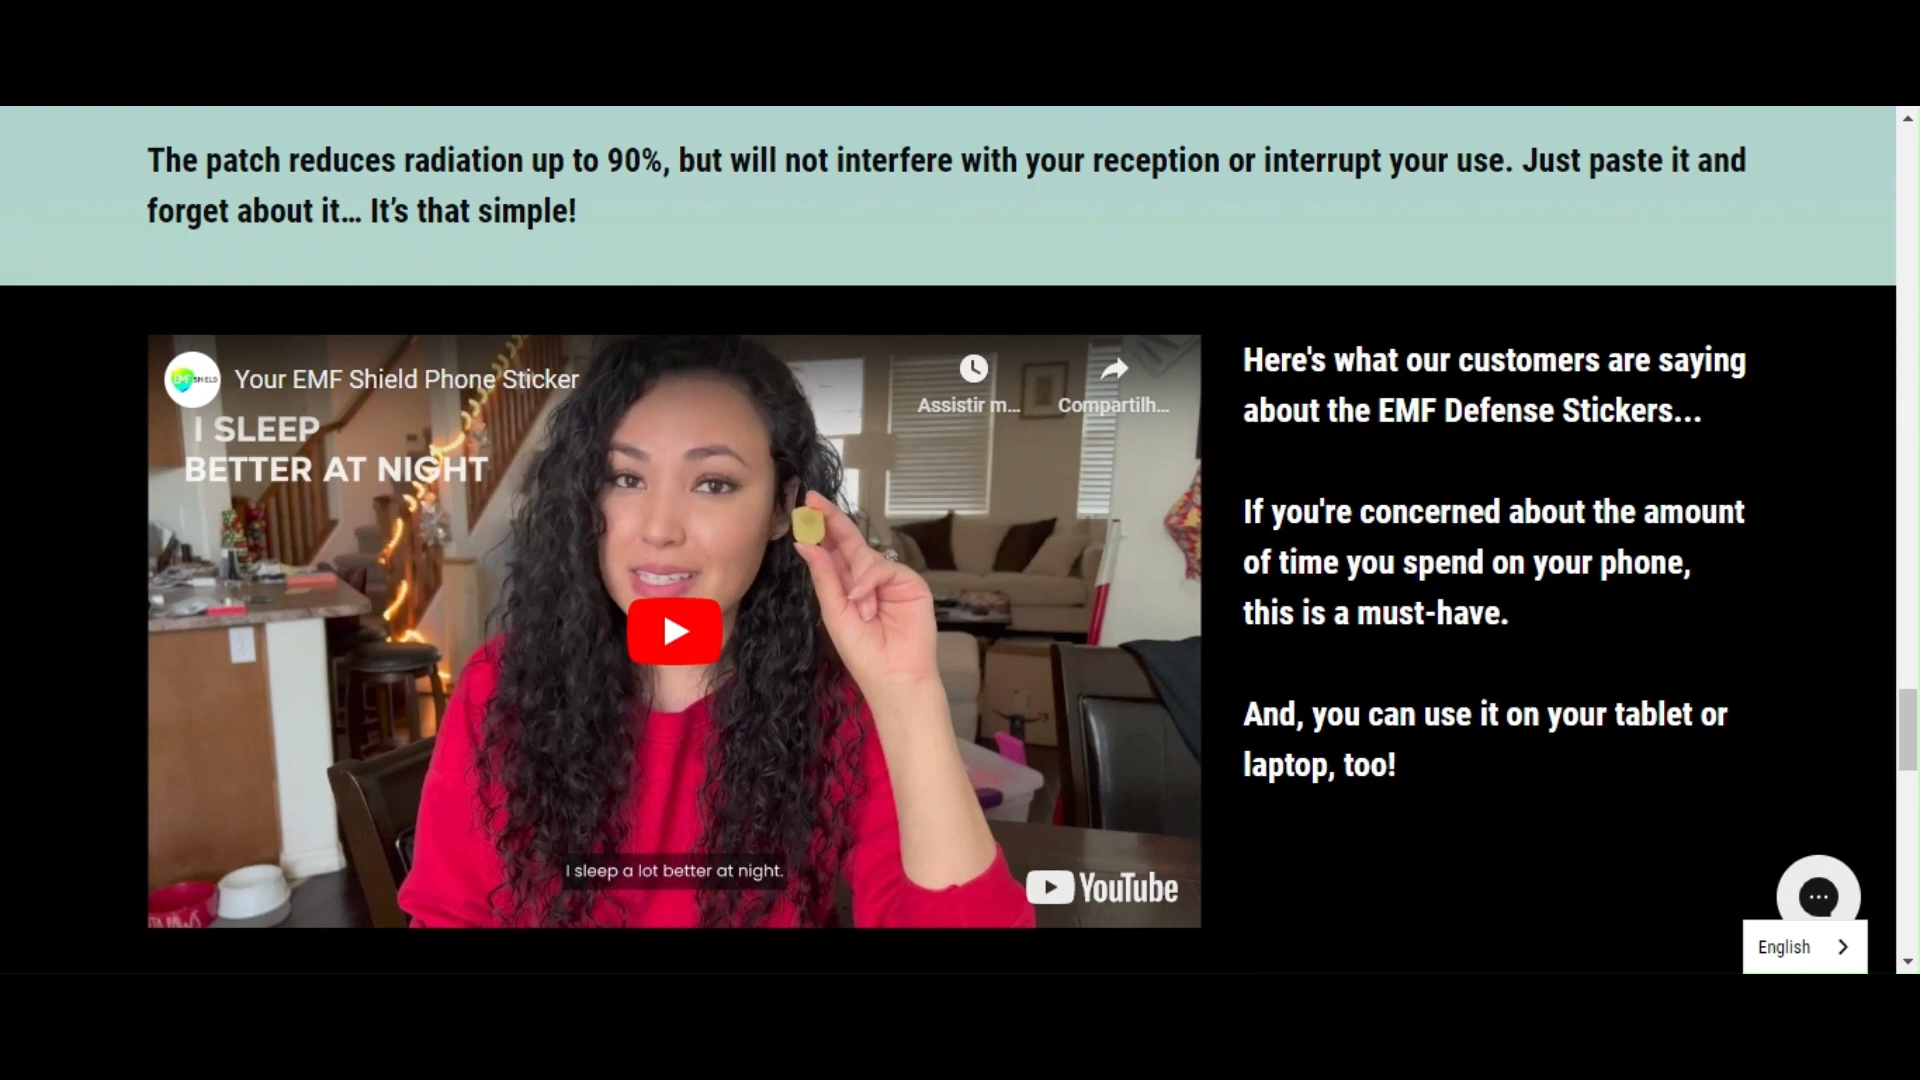 The patch reduces radiation up to 90%, but will not interfere with your reception or interrupt your use. Just paste it and
forget about it... It's that simple!
EMF SHIELD
Your EMF Shield Phone Sticker
Assistir m...
Compartilh...
I SLEEP
BETTER AT NIGHT
I sleep a lot better at night.
YouTube
Here's what our customers are saying
about the EMF Defense Stickers...
If you're concerned about the amount
of time you spend on your phone,
this is a must-have.
And, you can use it on your tablet or
laptop, too!
English